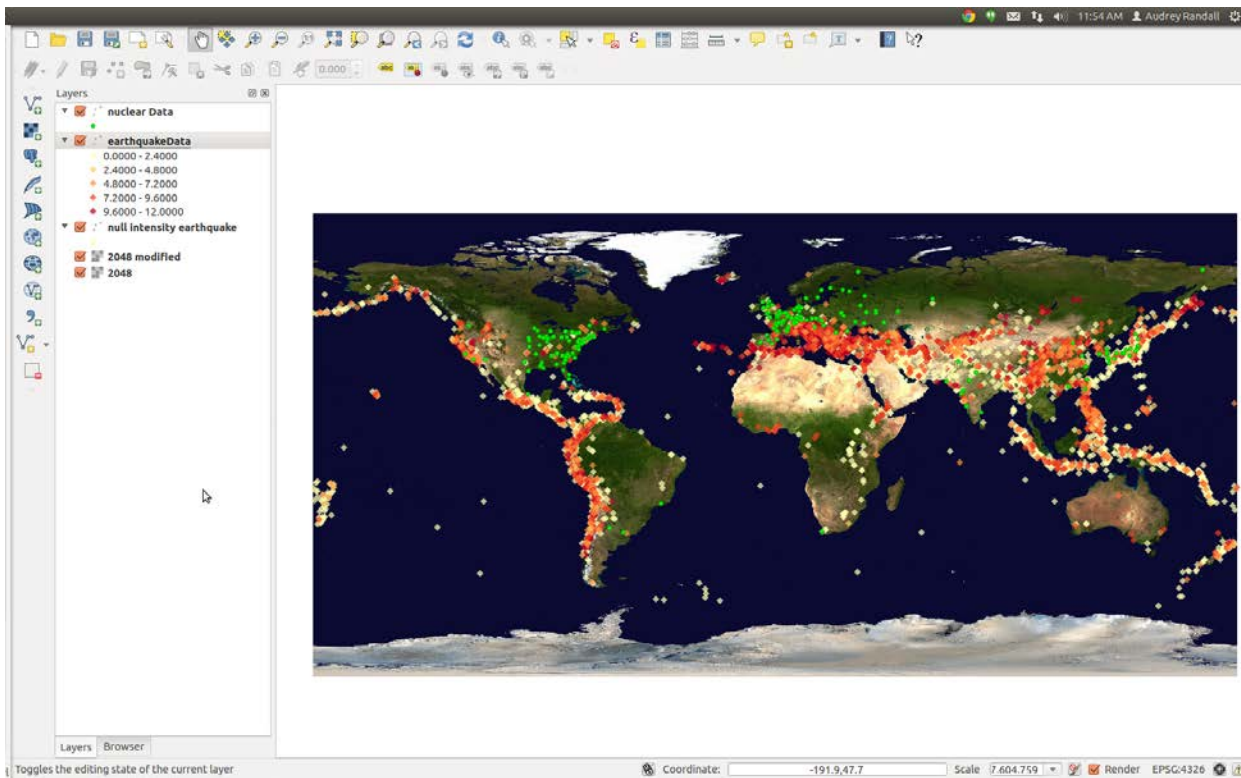 11:54 AM Audrey Randall
0.000
Layers
nuclear Data
earthquakeData
0.0000 - 2.4000
2.4000 - 4.8000
4.8000 - 7.2000
7.2000 - 9.6000
9.6000 - 12.0000
null intensity earthquake
2048 modified
2048
Layers Browser
Toggles the editing state of the current layer
Coordinate: -191.9,47.7 Scale 7.604.759 Render EPSG:4326